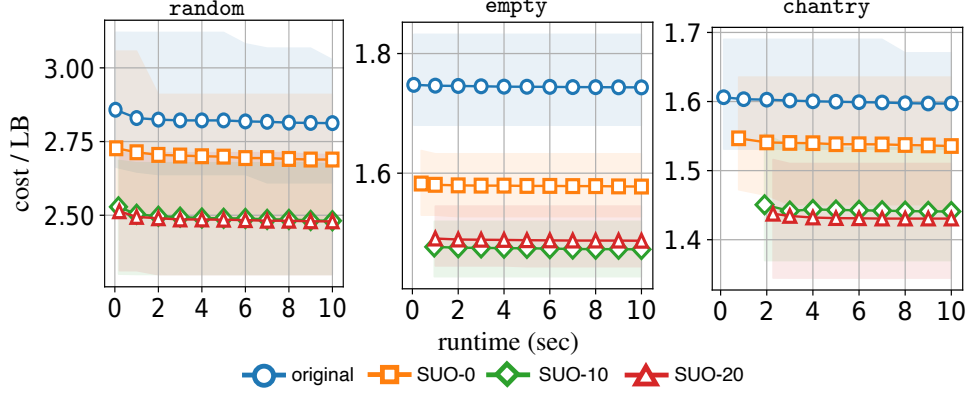 random
empty
chantry
cost / LB
3.00
2.75
2.50
1.8
1.6
1.7
1.6
1.5
1.4
0 2 4 6 8 10
0 2 4 6 8 10
0 2 4 6 8 10
runtime (sec)
original SUO-0 SUO-10 SUO-20